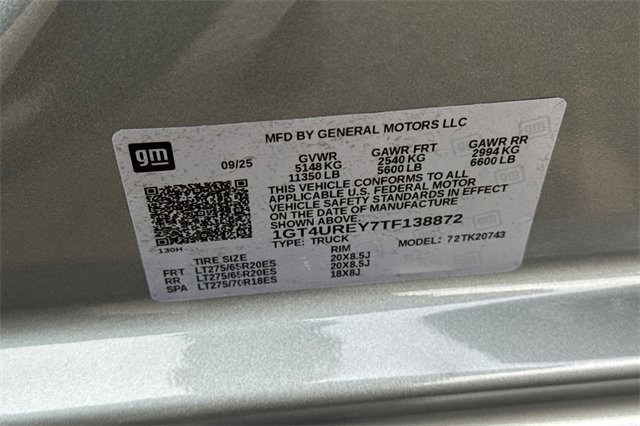 MFD BY GENERAL MOTORS LLC
gm
09/25
GVWR GAWR FRT GAWR RR
5148 KG 2540 KG 2994 KG
11350 LB 5600 LB 6600 LB
THIS VEHICLE CONFORMS TO ALL
APPLICABLE U.S. FEDERAL MOTOR
VEHICLE SAFETY STANDARDS IN EFFECT
ON THE DATE OF MANUFACTURE
SHOWN ABOVE.
1GT4UREY7TF138872
TYPE: TRUCK MODEL: 72TK20743
130H
TIRE SIZE RIM
FRT LT275/65R20ES 20X8.5J
RR LT275/65R20ES 20X8.5J
SPA LT275/70R18ES 18X8J